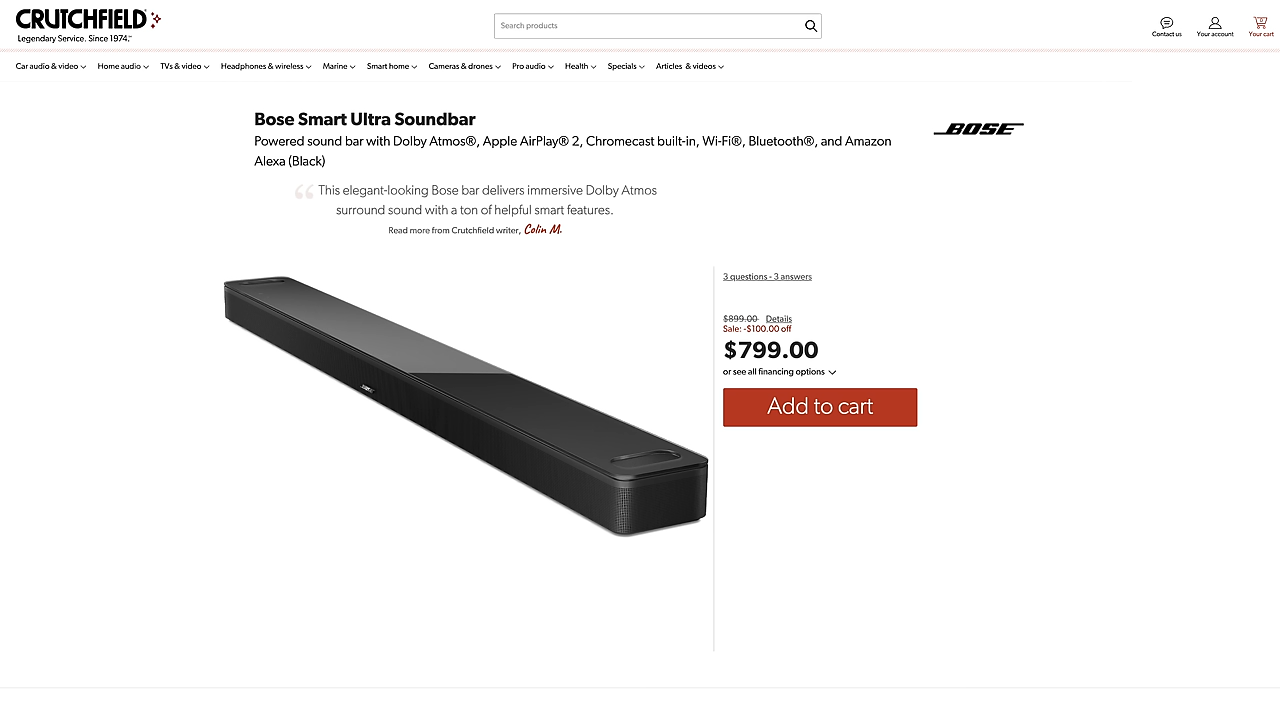 CRUTCHFIELD
Legendary Service. Since 1974.™
Search products
Contact us
Your account
0
Your cart
Car audio & video
Home audio
TVs & video
Headphones & wireless
Marine
Smart home
Cameras & drones
Pro audio
Health
Specials
Articles & videos
Bose Smart Ultra Soundbar
Powered sound bar with Dolby Atmos®, Apple AirPlay® 2, Chromecast built-in, Wi-Fi®, Bluetooth®, and Amazon
Alexa (Black)
BOSE
“ This elegant-looking Bose bar delivers immersive Dolby Atmos
surround sound with a ton of helpful smart features.
Read more from Crutchfield writer, Colin M.
3 questions - 3 answers
$899.00 Details
Sale: -$100.00 off
$799.00
or see all financing options
Add to cart
BOSE